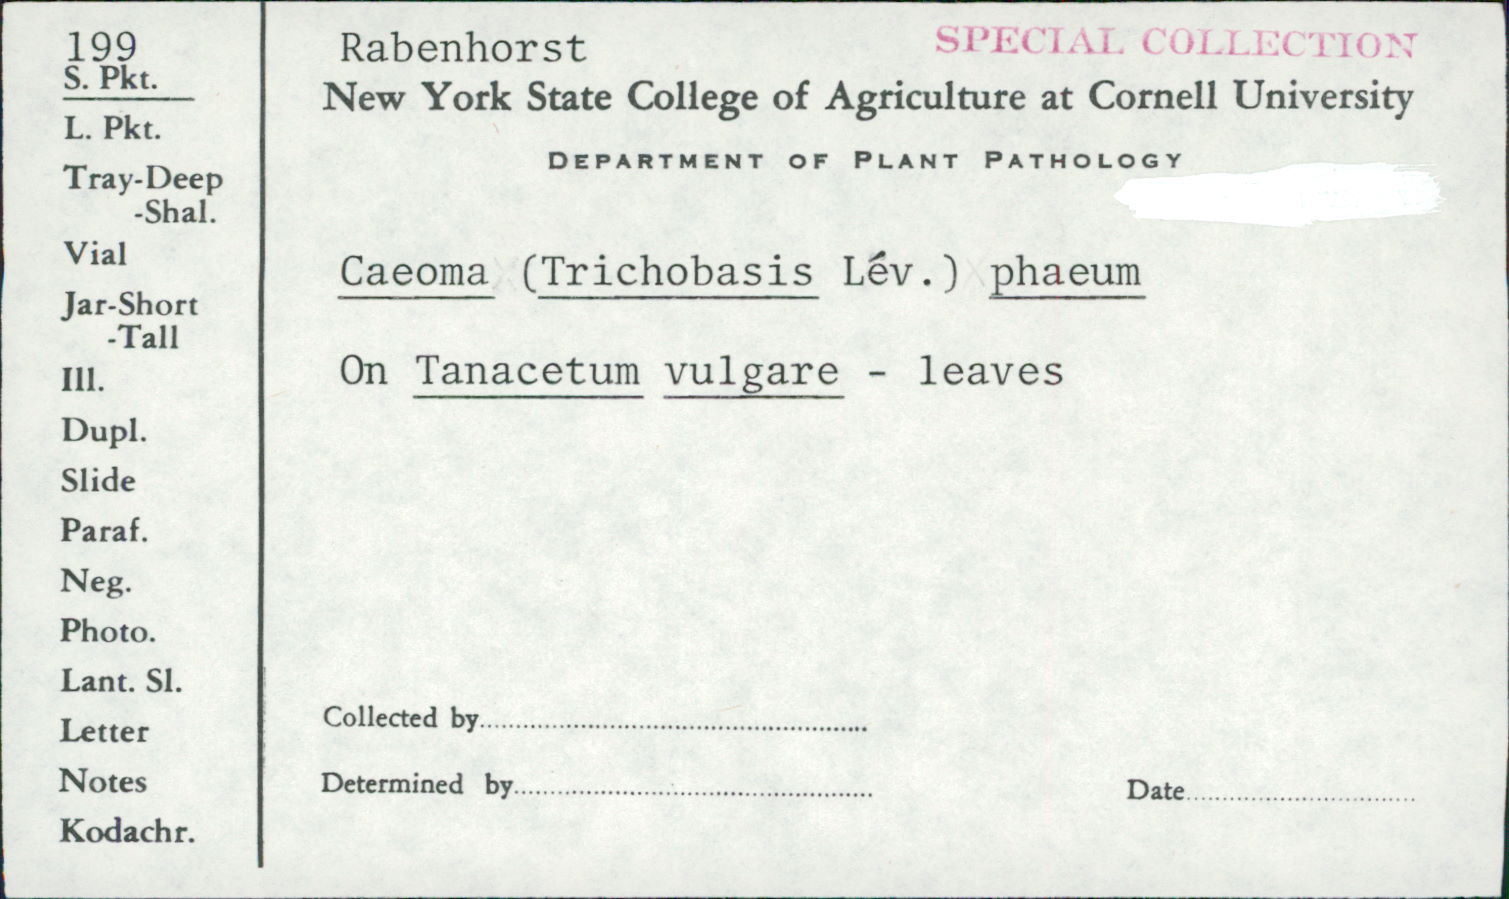 199
S. Pkt.
L. Pkt.
Tray-Deep
-Shal.
Vial
Jar-Short
-Tall
Ill.
Dupl.
Slide
Paraf.
Neg.
Photo.
Lant. Sl.
Letter
Notes
Kodachr.
Rabenhorst
SPECIAL COLLECTION
New York State College of Agriculture at Cornell University
DEPARTMENT OF PLANT PATHOLOGY
Caeoma (Trichobasis Lév.) phaeum
On Tanacetum vulgare - leaves
Collected by
Determined by
Date